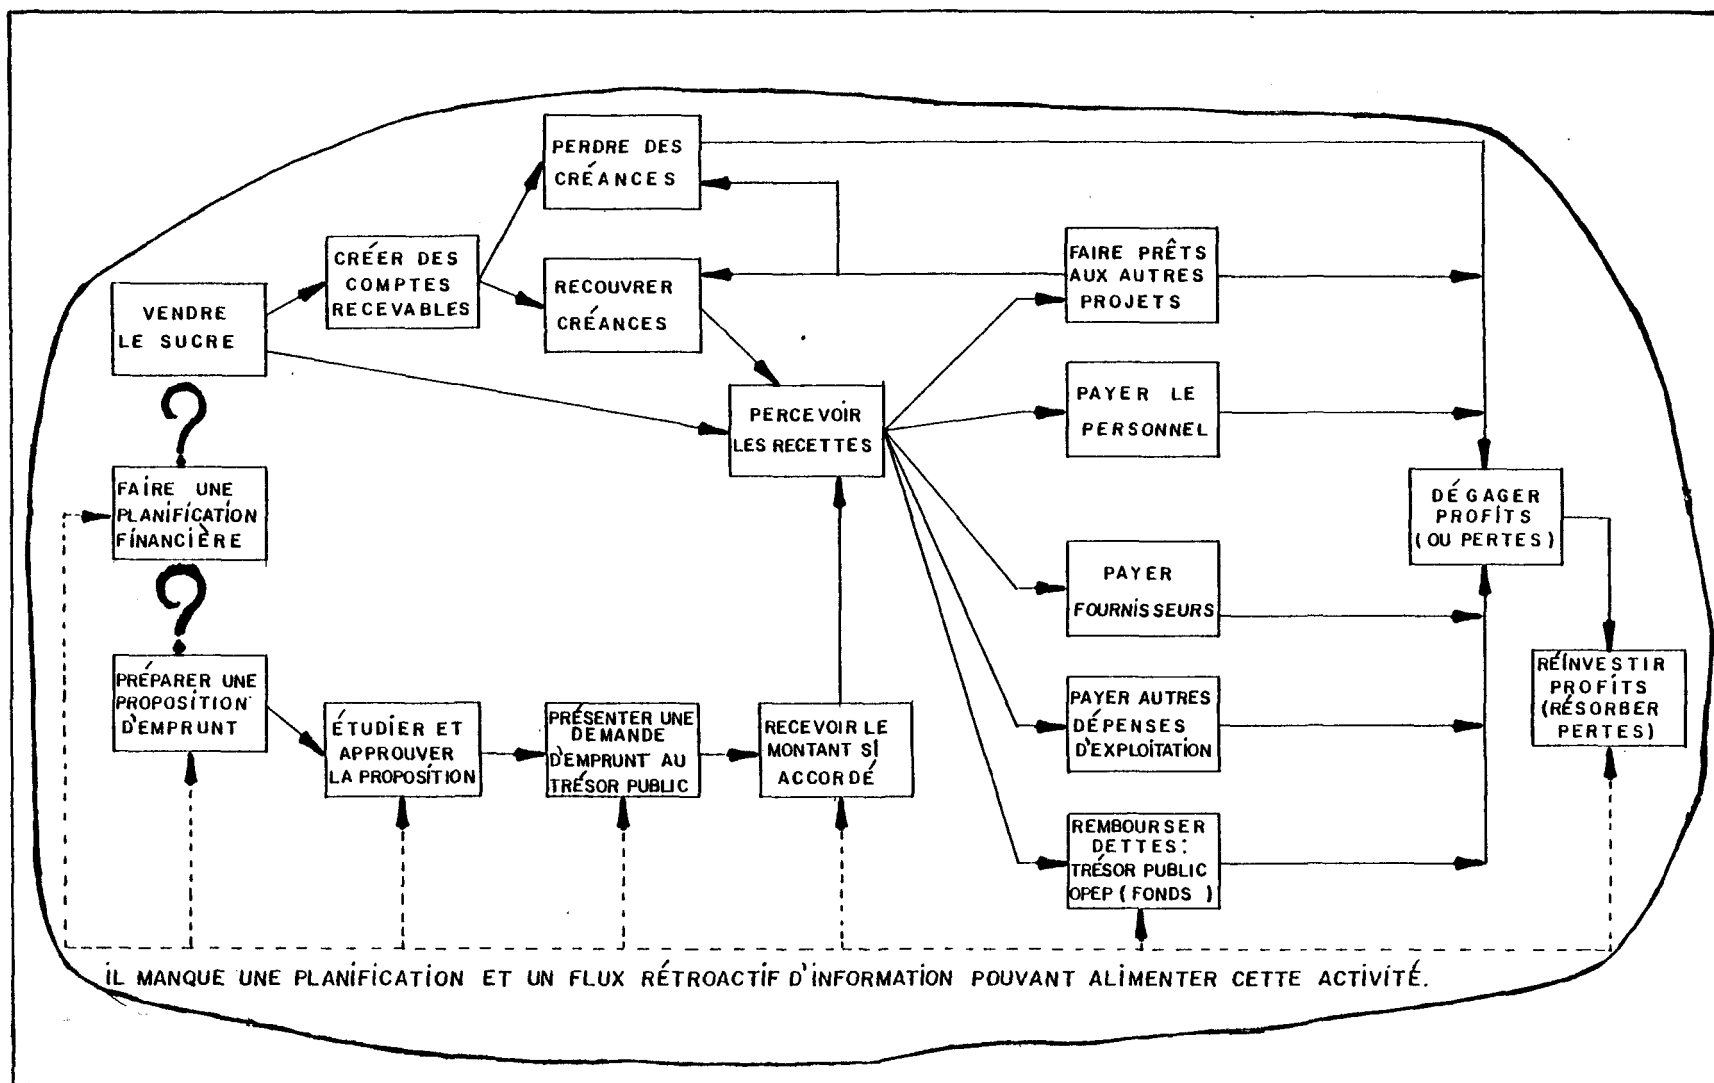 PERDRE DES
CRÉANCES
CRÉER DES
COMPTES
RECEVABLES
RECOUVRER
CRÉANCES
FAIRE PRÊTS
AUX AUTRES
PROJETS
VENDRE
LE SUCRE
PERCEVOIR
LES RECETTES
PAYER LE
PERSONNEL
?
FAIRE UNE
PLANIFICATION
FINANCIÈRE
DÉGAGER
PROFITS
(OU PERTES)
?
PAYER
FOURNISSEURS
PRÉPARER UNE
PROPOSITION
D'EMPRUNT
ÉTUDIER ET
APPROUVER
LA PROPOSITION
PRÉSENTER UNE
DEMANDE
D'EMPRUNT AU
TRÉSOR PUBLIC
RECEVOIR LE
MONTANT SI
ACCORDÉ
PAYER AUTRES
DÉPENSES
D'EXPLOITATION
RÉINVESTIR
PROFITS
(RÉSORBER
PERTES)
REMBOURSER
DETTES:
TRÉSOR PUBLIC
OPEP (FONDS )
IL MANQUE UNE PLANIFICATION ET UN FLUX RÉTROACTIF D'INFORMATION POUVANT ALIMENTER CETTE ACTIVITÉ.